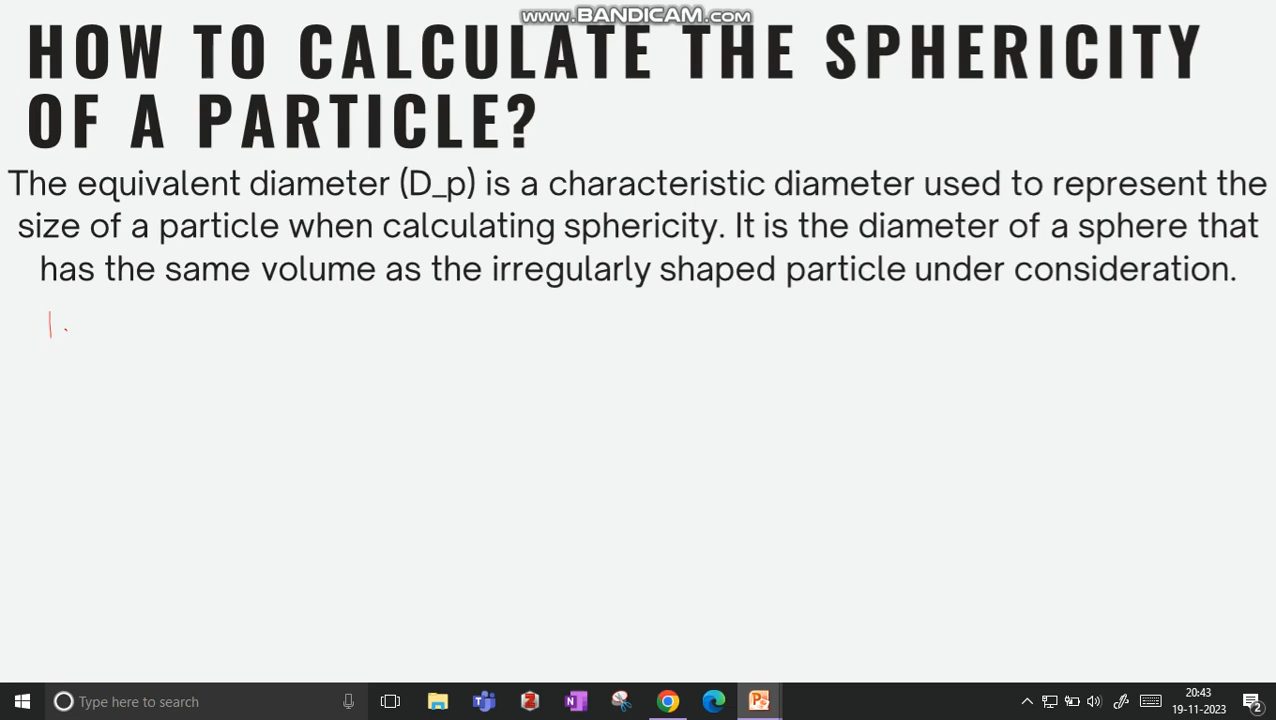 www.BANDICAM.com
HOW TO CALCULATE THE SPHERICITY
OF A PARTICLE?
The equivalent diameter (D_p) is a characteristic diameter used to represent the
size of a particle when calculating sphericity. It is the diameter of a sphere that
has the same volume as the irregularly shaped particle under consideration.
1.
Type here to search
20:43
19-11-2023
2